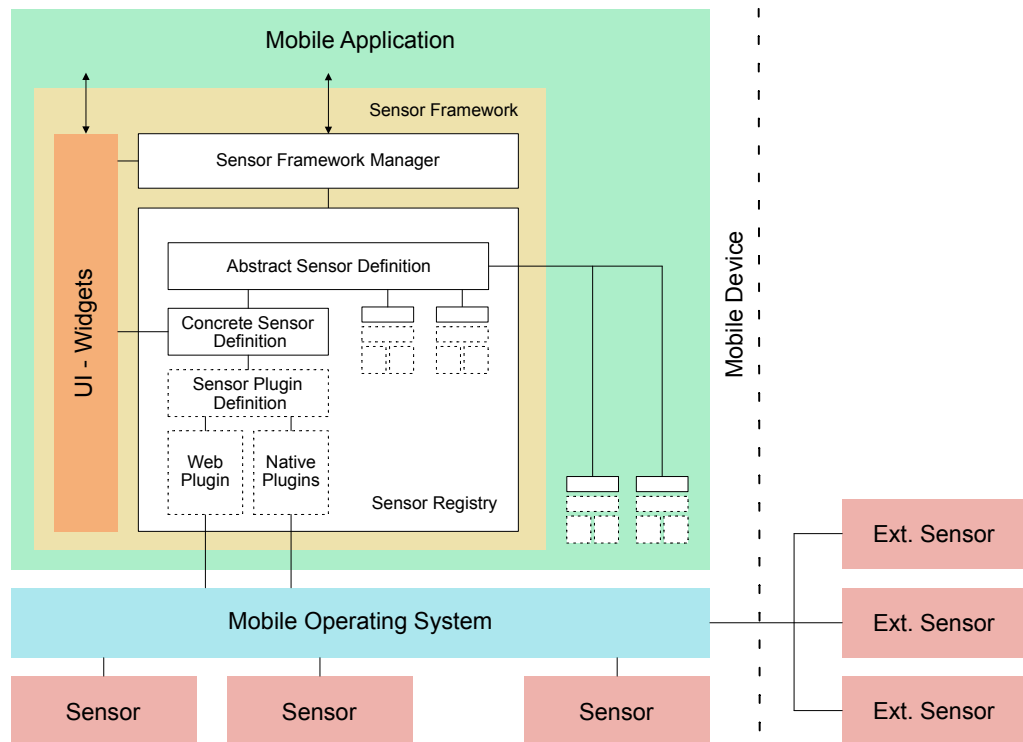 Mobile Application
Sensor Framework
Sensor Framework Manager
UI - Widgets
Abstract Sensor Definition
Concrete Sensor
Definition
Sensor Plugin
Definition
Web
Plugin
Native
Plugins
Sensor Registry
Mobile Device
Mobile Operating System
Sensor
Sensor
Sensor
Ext. Sensor
Ext. Sensor
Ext. Sensor